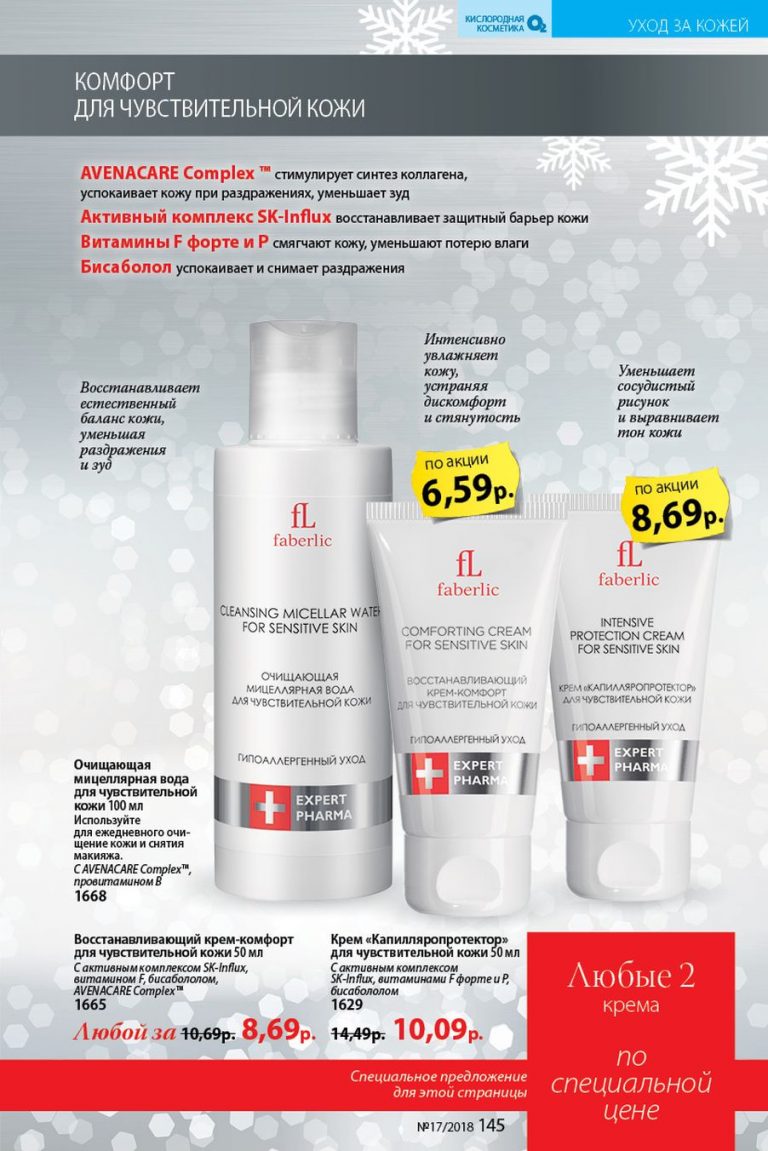 КИСЛОРОДНАЯ
КОСМЕТИКА O2
УХОД ЗА КОЖЕЙ
КОМФОРТ
ДЛЯ ЧУВСТВИТЕЛЬНОЙ КОЖИ
AVENACARE Complex ™ стимулирует синтез коллагена,
успокаивает кожу при раздражениях, уменьшает зуд
Активный комплекс SK-Influx восстанавливает защитный барьер кожи
Витамины F форте и P смягчают кожу, уменьшают потерю влаги
Бисаболол успокаивает и снимает раздражения
Восстанавливает
естественный
баланс кожи,
уменьшая
раздражения
и зуд
Интенсивно
увлажняет
кожу,
устраняя
дискомфорт
и стянутость
Уменьшает
сосудистый
рисунок
и выравнивает
тон кожи
по акции
6,59р.
по акции
8,69р.
fL
faberlic
CLEANSING MICELLAR WATER
FOR SENSITIVE SKIN
ОЧИЩАЮЩАЯ
МИЦЕЛЛЯРНАЯ ВОДА
ДЛЯ ЧУВСТВИТЕЛЬНОЙ КОЖИ
ГИПОАЛЛЕРГЕННЫЙ УХОД
EXPERT
PHARMA
fL
faberlic
COMFORTING CREAM
FOR SENSITIVE SKIN
ВОССТАНАВЛИВАЮЩИЙ
КРЕМ-КОМФОРТ
ДЛЯ ЧУВСТВИТЕЛЬНОЙ КОЖИ
ГИПОАЛЛЕРГЕННЫЙ УХОД
EXPERT
PHARMA
fL
faberlic
INTENSIVE
PROTECTION CREAM
FOR SENSITIVE SKIN
КРЕМ «КАПИЛЛЯРОПРОТЕКТОР»
ДЛЯ ЧУВСТВИТЕЛЬНОЙ КОЖИ
ГИПОАЛЛЕРГЕННЫЙ УХОД
EXPERT
PHARMA
Очищающая
мицеллярная вода
для чувствительной
кожи 100 мл
Используйте
для ежедневного очи-
щение кожи и снятия
макияжа.
С AVENACARE Complex™,
провитамином B
1668
Восстанавливающий крем-комфорт
для чувствительной кожи 50 мл
С активным комплексом SK-Influx,
витамином F, бисабололом,
AVENACARE Complex™
1665
Любой за 10,69р. 8,69р.
Крем «Капилляропротектор»
для чувствительной кожи 50 мл
С активным комплексом
SK-Influx, витаминами F форте и P,
бисабололом
1629
14,49р. 10,09р.
Любые 2
крема
по
специальной
цене
Специальное предложение
для этой страницы
№17/2018 145